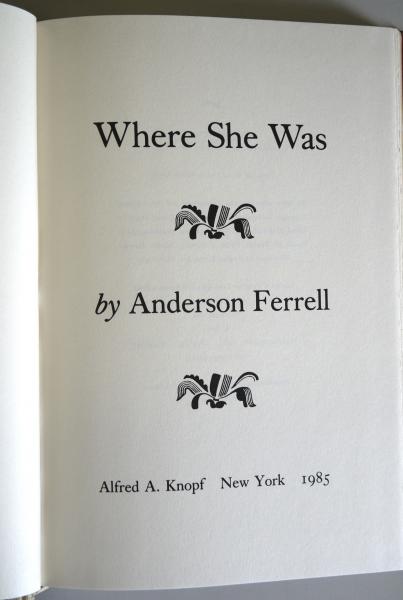 Where She Was
by Anderson Ferrell
Alfred A. Knopf New York 1985